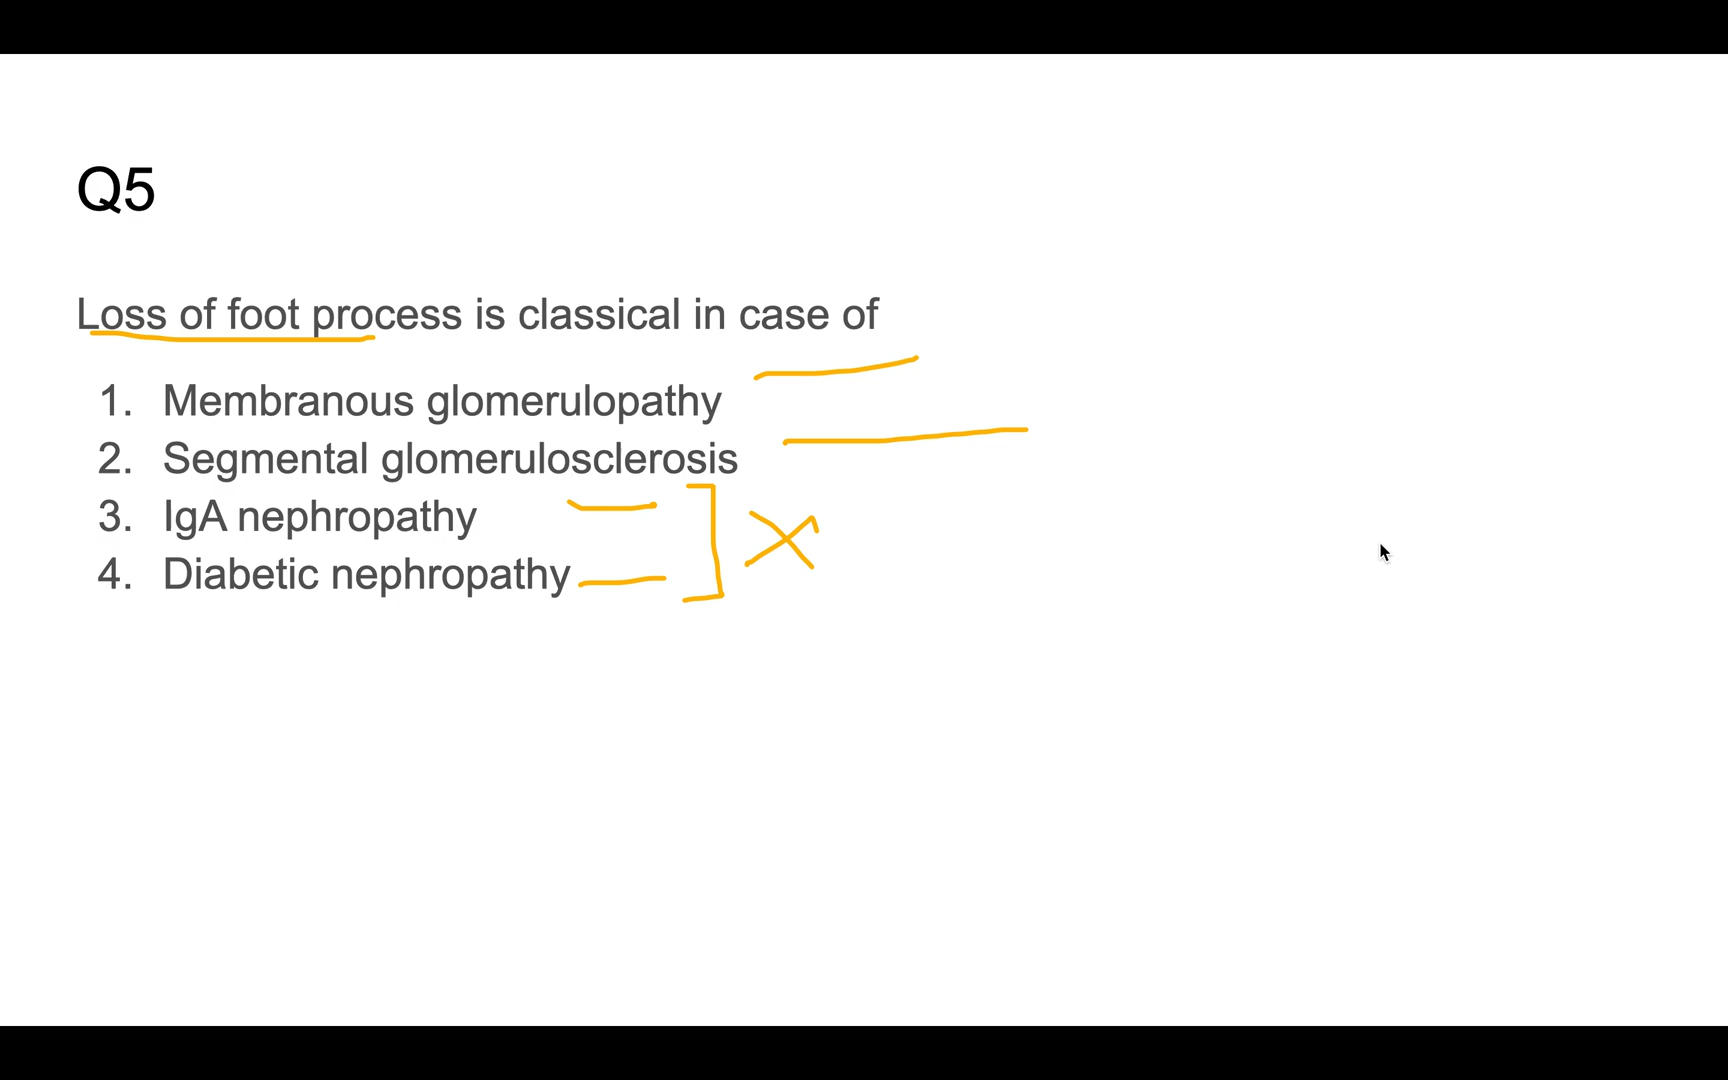 Q5
Loss of foot process is classical in case of
1. Membranous glomerulopathy
2. Segmental glomerulosclerosis
3. IgA nephropathy
4. Diabetic nephropathy